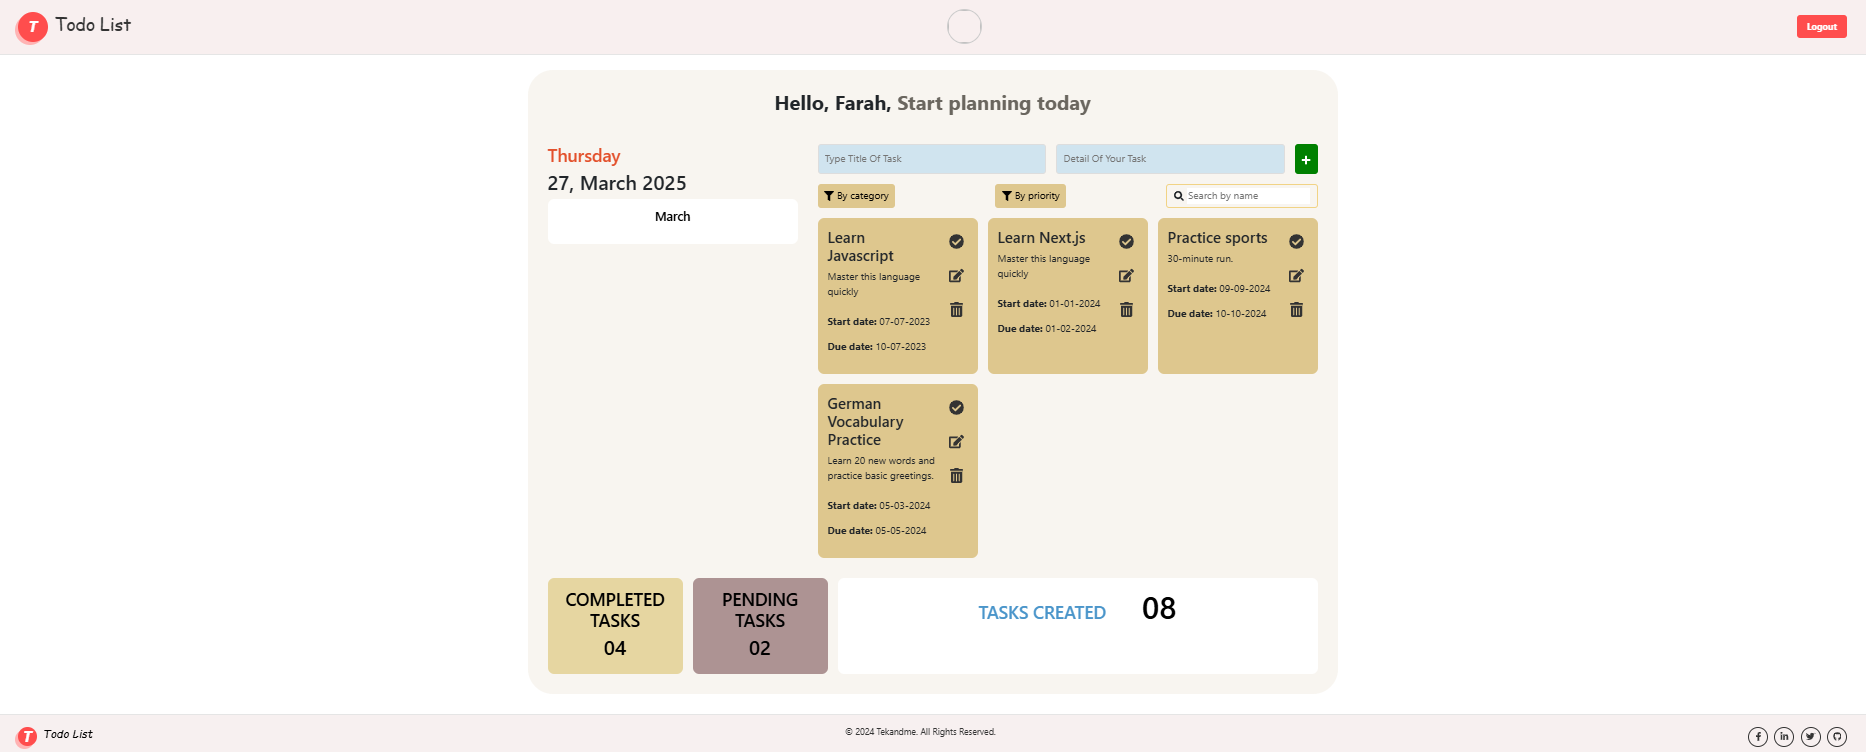 T Todo List
Logout
Hello, Farah, Start planning today
Thursday
27, March 2025
March
Type Title Of Task
Detail Of Your Task
+
By category
By priority
Search by name
Learn
Javascript
Master this language
quickly
Start date: 07-07-2023
Due date: 10-07-2023
Learn Next.js
Master this language
quickly
Start date: 01-01-2024
Due date: 01-02-2024
Practice sports
30-minute run.
Start date: 09-09-2024
Due date: 10-10-2024
German
Vocabulary
Practice
Learn 20 new words and
practice basic greetings.
Start date: 05-03-2024
Due date: 05-05-2024
COMPLETED
TASKS
04
PENDING
TASKS
02
TASKS CREATED 08
T Todo List
© 2024 Tekandme. All Rights Reserved.